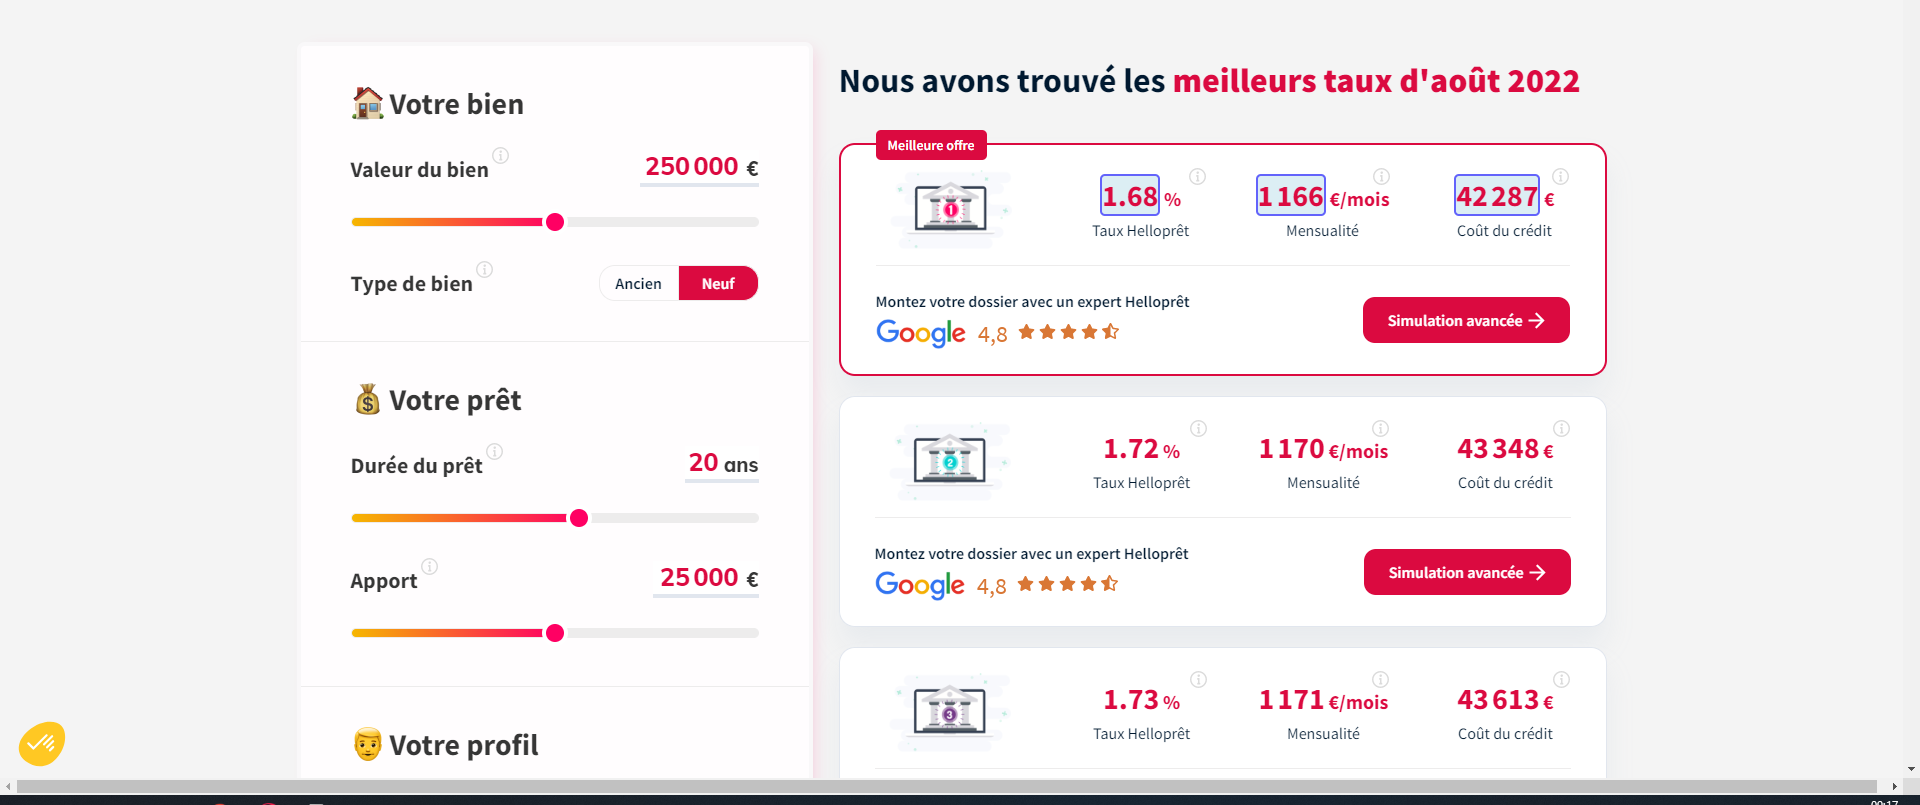 Votre bien
Valeur du bien
250 000 €
Type de bien
Ancien
Neuf
Votre prêt
Durée du prêt
20 ans
Apport
25 000 €
Votre profil
Nous avons trouvé les meilleurs taux d'août 2022
Meilleure offre
1
1.68 %
Taux Helloprêt
1 166 €/mois
Mensualité
42 287 €
Coût du crédit
Montez votre dossier avec un expert Helloprêt
Google 4,8
Simulation avancée →
2
1.72 %
Taux Helloprêt
1 170 €/mois
Mensualité
43 348 €
Coût du crédit
Montez votre dossier avec un expert Helloprêt
Google 4,8
Simulation avancée →
3
1.73 %
Taux Helloprêt
1 171 €/mois
Mensualité
43 613 €
Coût du crédit